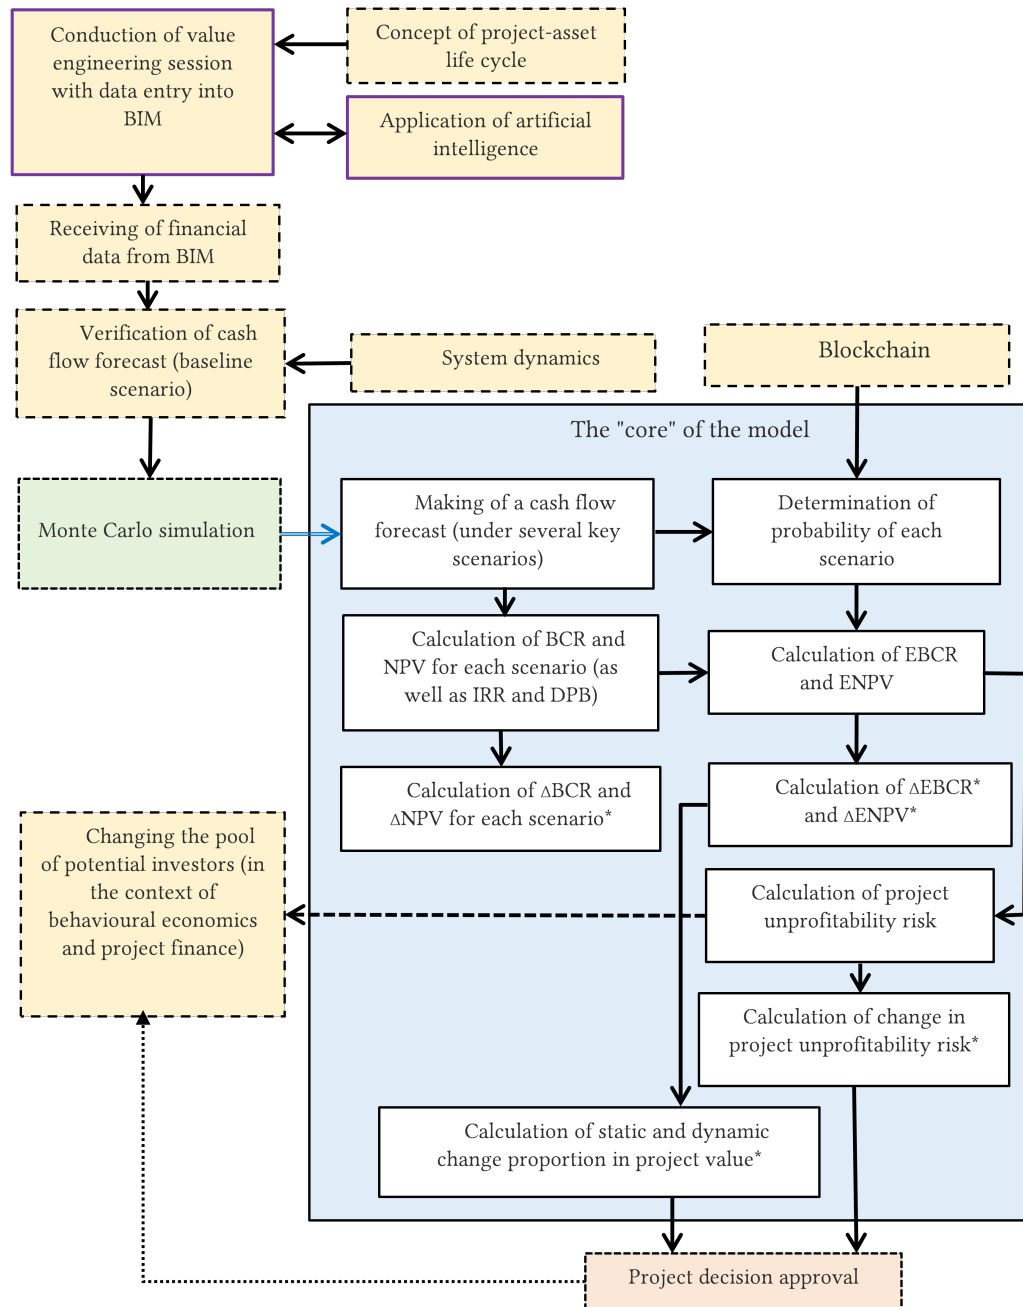 Conduction of value
engineering session
with data entry into
BIM
Concept of project-asset
life cycle
Application of artificial
intelligence
Receiving of financial
data from BIM
Verification of cash
flow forecast (baseline
scenario)
System dynamics
Blockchain
The "core" of the model
Monte Carlo simulation
Making of a cash flow
forecast (under several key
scenarios)
Determination of
probability of each
scenario
Calculation of BCR and
NPV for each scenario (as
well as IRR and DPB)
Calculation of EBCR
and ENPV
Calculation of ΔBCR and
ΔNPV for each scenario*
Calculation of ΔEBCR*
and ΔENPV*
Changing the pool
of potential investors (in
the context of
behavioural economics
and project finance)
Calculation of project
unprofitability risk
Calculation of change in
project unprofitability risk*
Calculation of static and dynamic
change proportion in project value*
Project decision approval